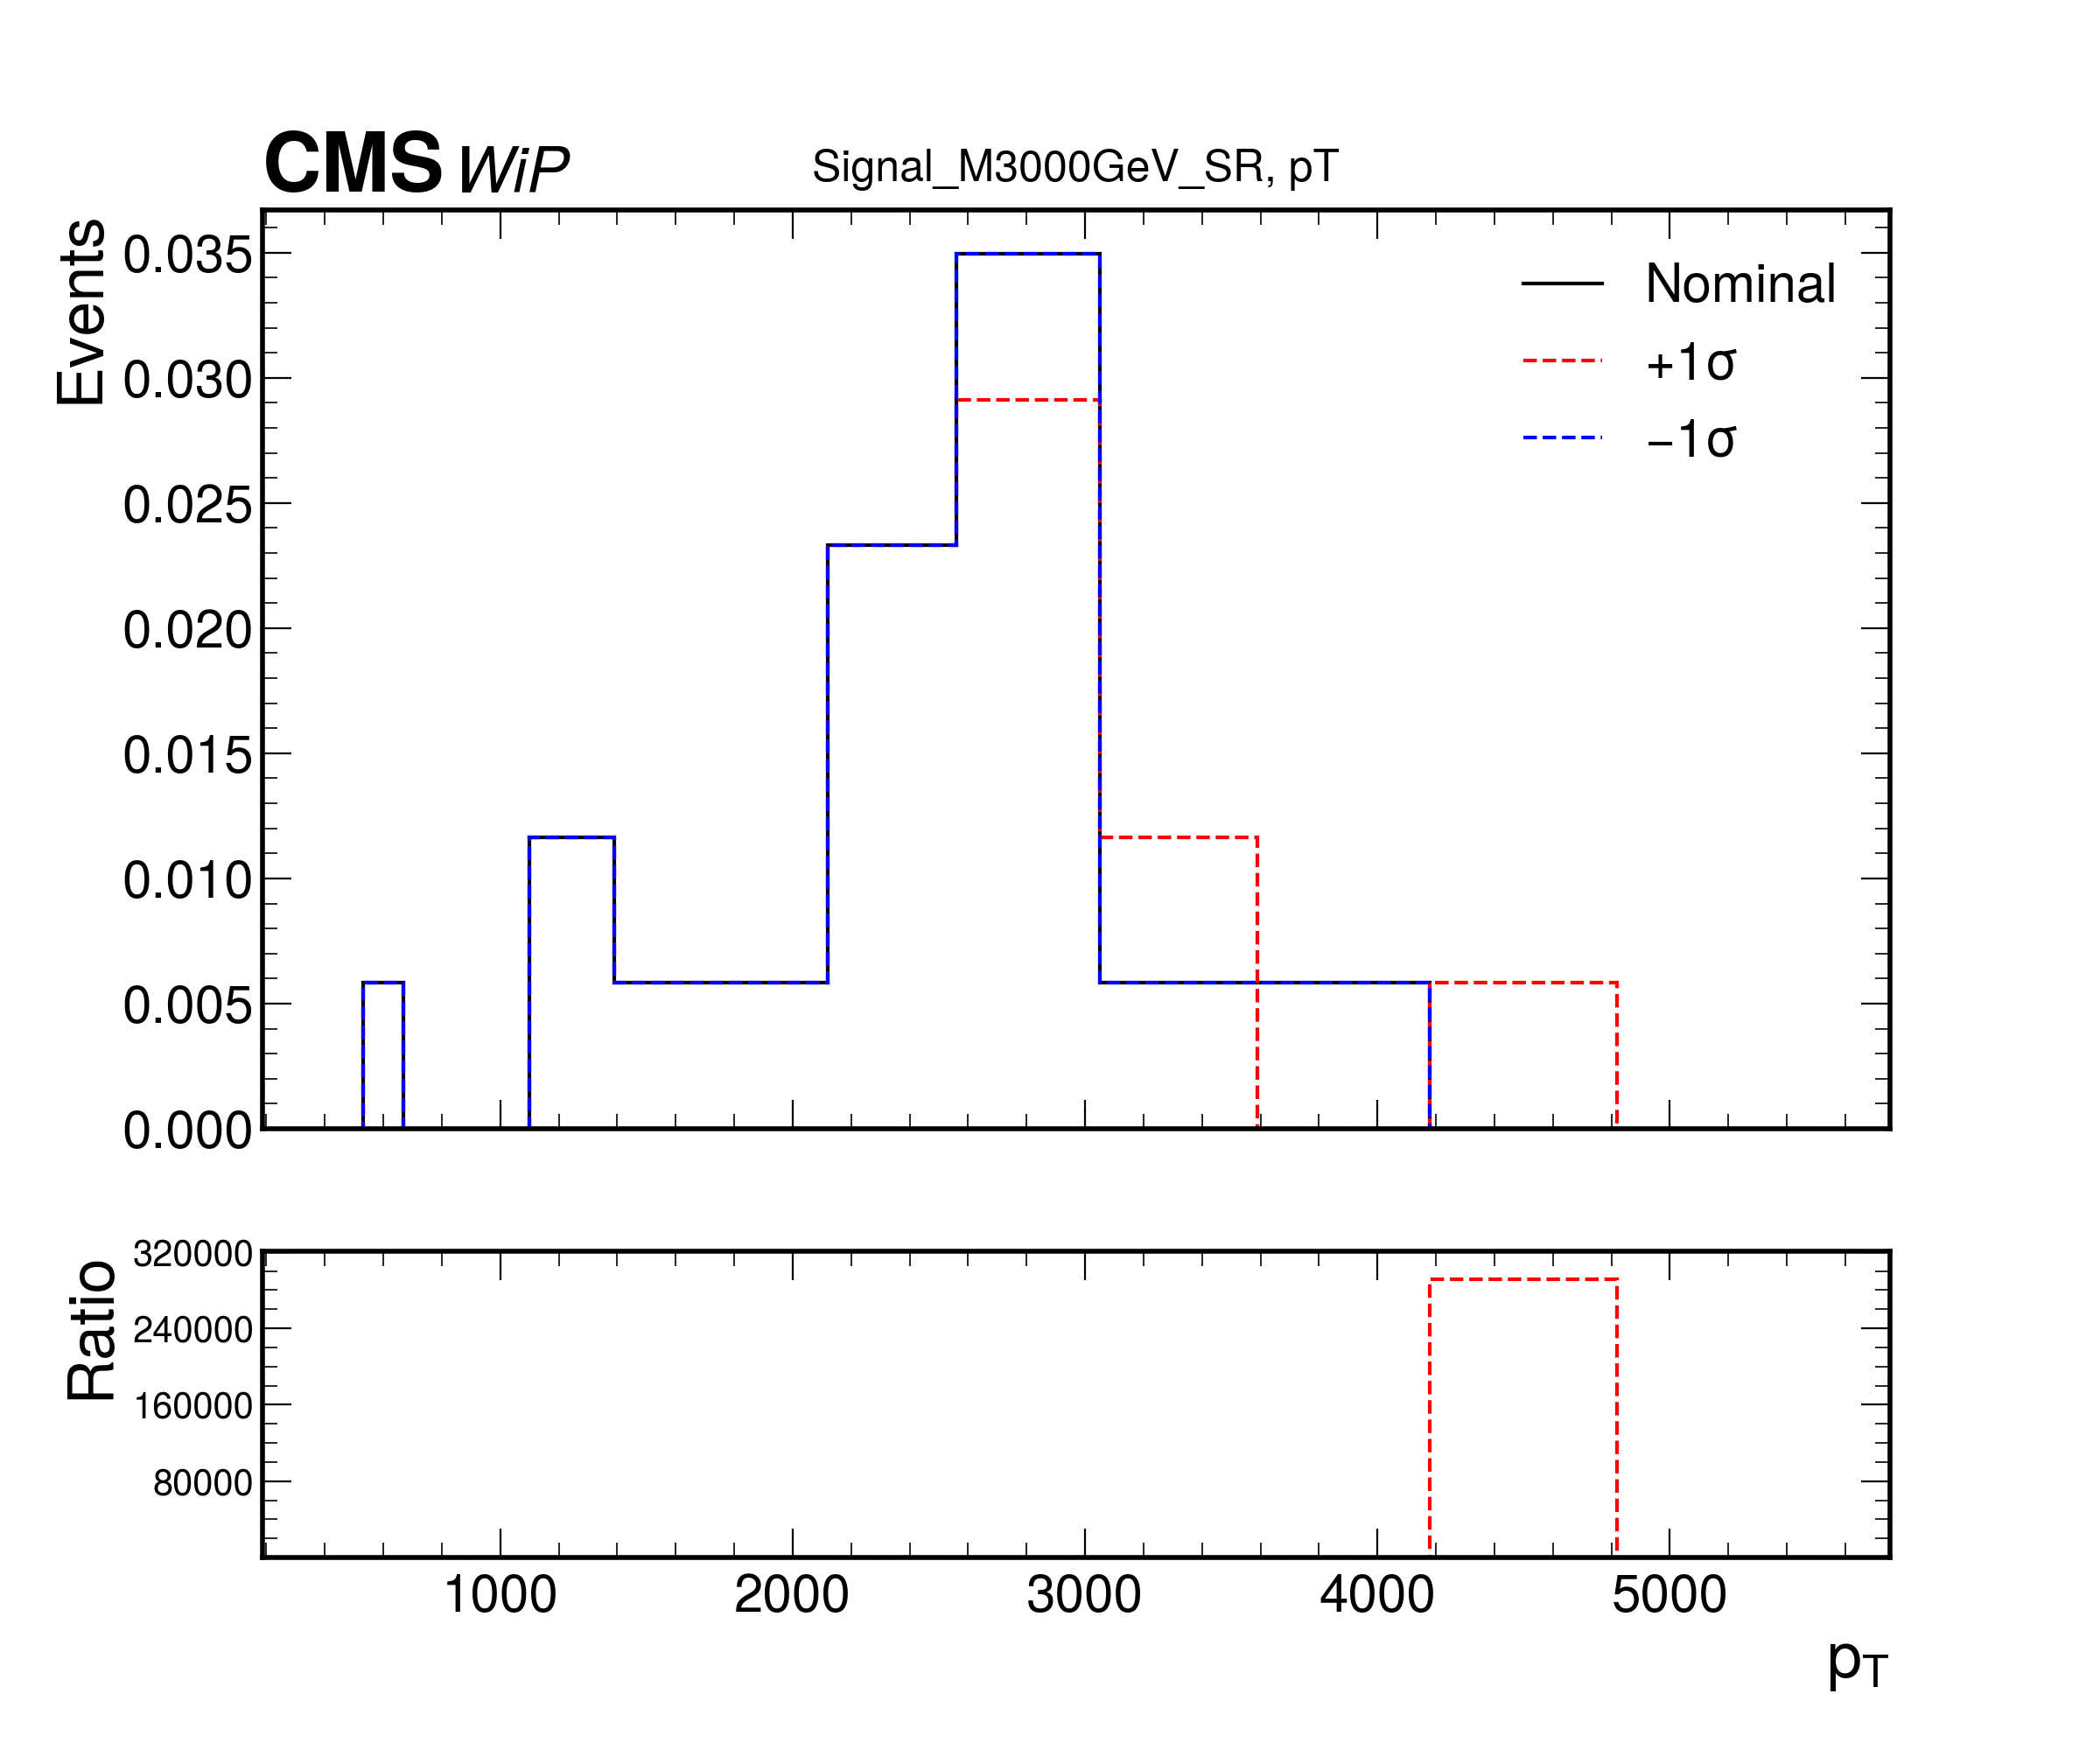 CMS WiP
Signal_M3000GeV_SR, pT
Events
0.035
0.030
0.025
0.020
0.015
0.010
0.005
0.000
Nominal
+1σ
−1σ
Ratio
320000
240000
160000
80000
1000 2000 3000 4000 5000
pT